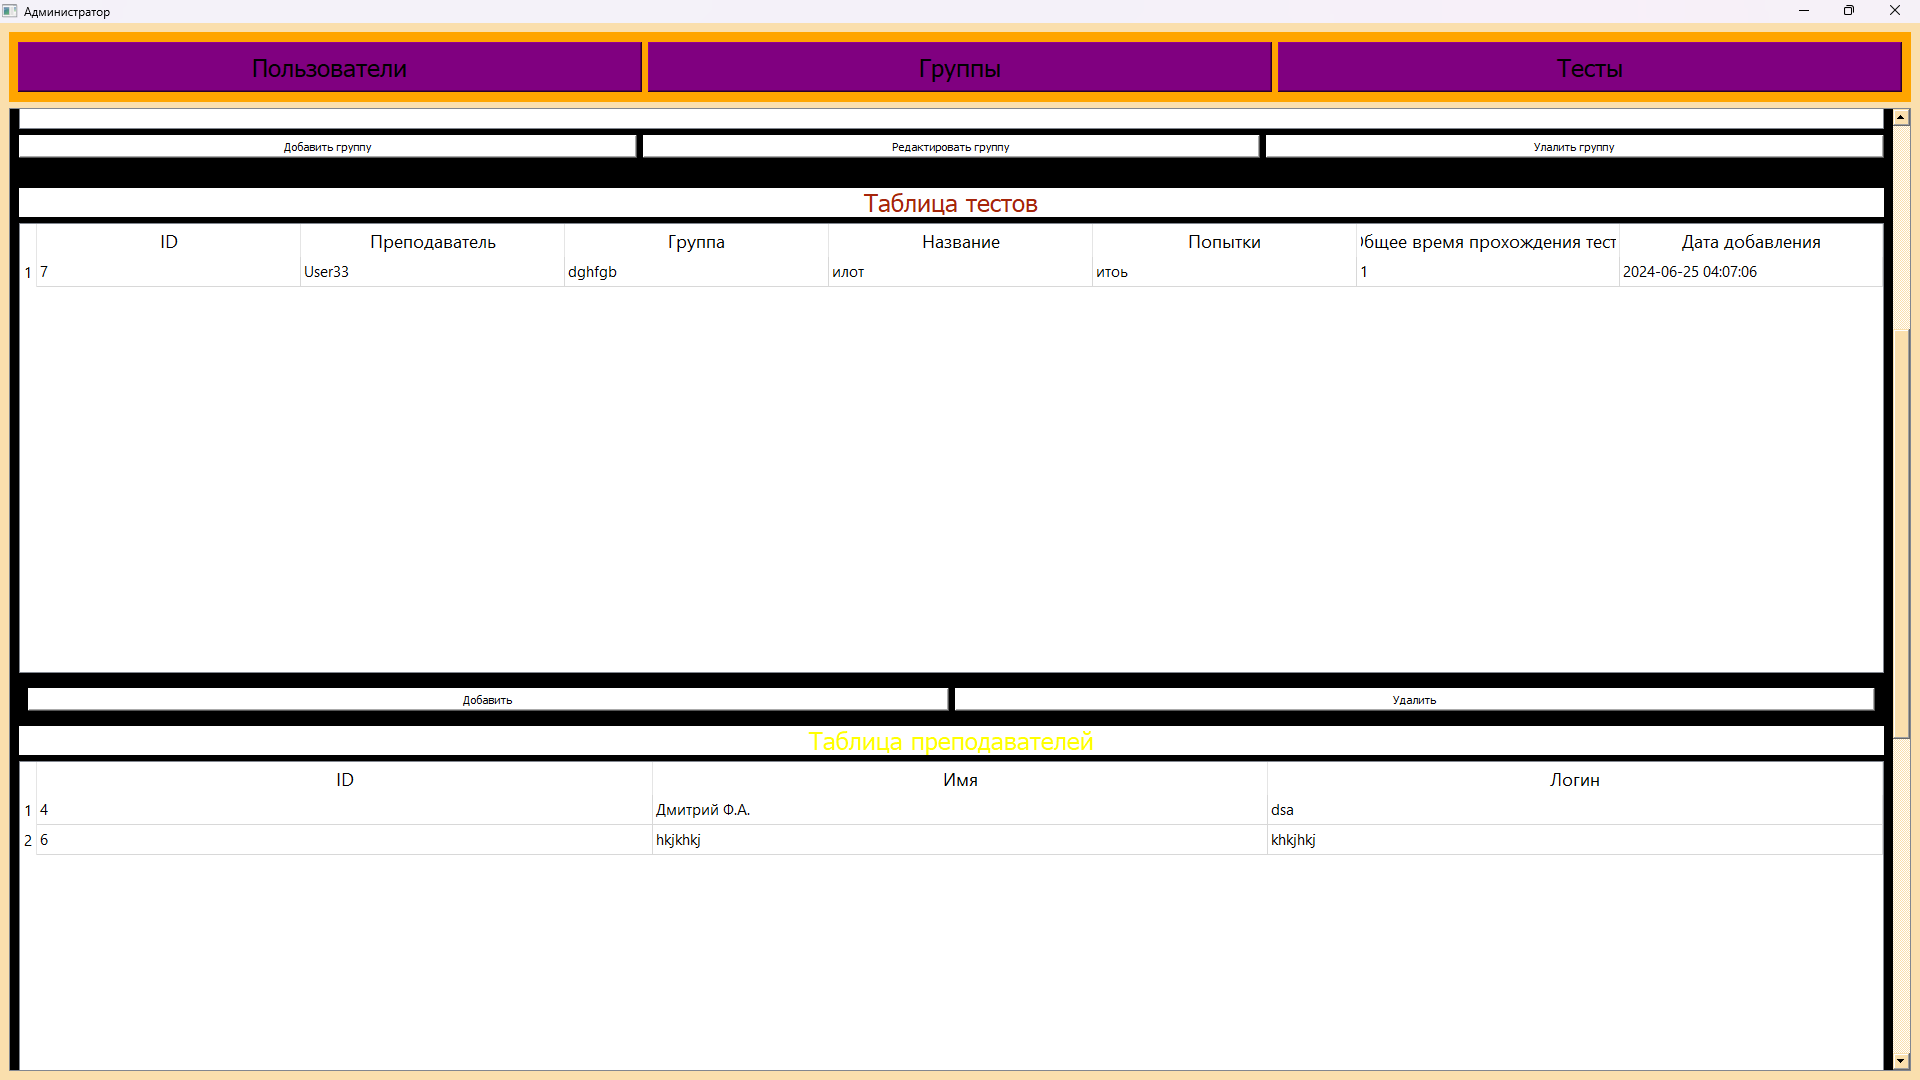 Администратор
Пользователи Группы Тесты
Добавить группу Редактировать группу Улалить группу
Таблица тестов
ID Преподаватель Группа Название Попытки Общее время прохождения тест Дата добавления
1 7 User33 dghfgb илот итоь 1 2024-06-25 04:07:06
Добавить Удалить
Таблица преподавателей
ID Имя Логин
1 4 Дмитрий Ф.А. dsa
2 6 hkjkhkj khkjhkj